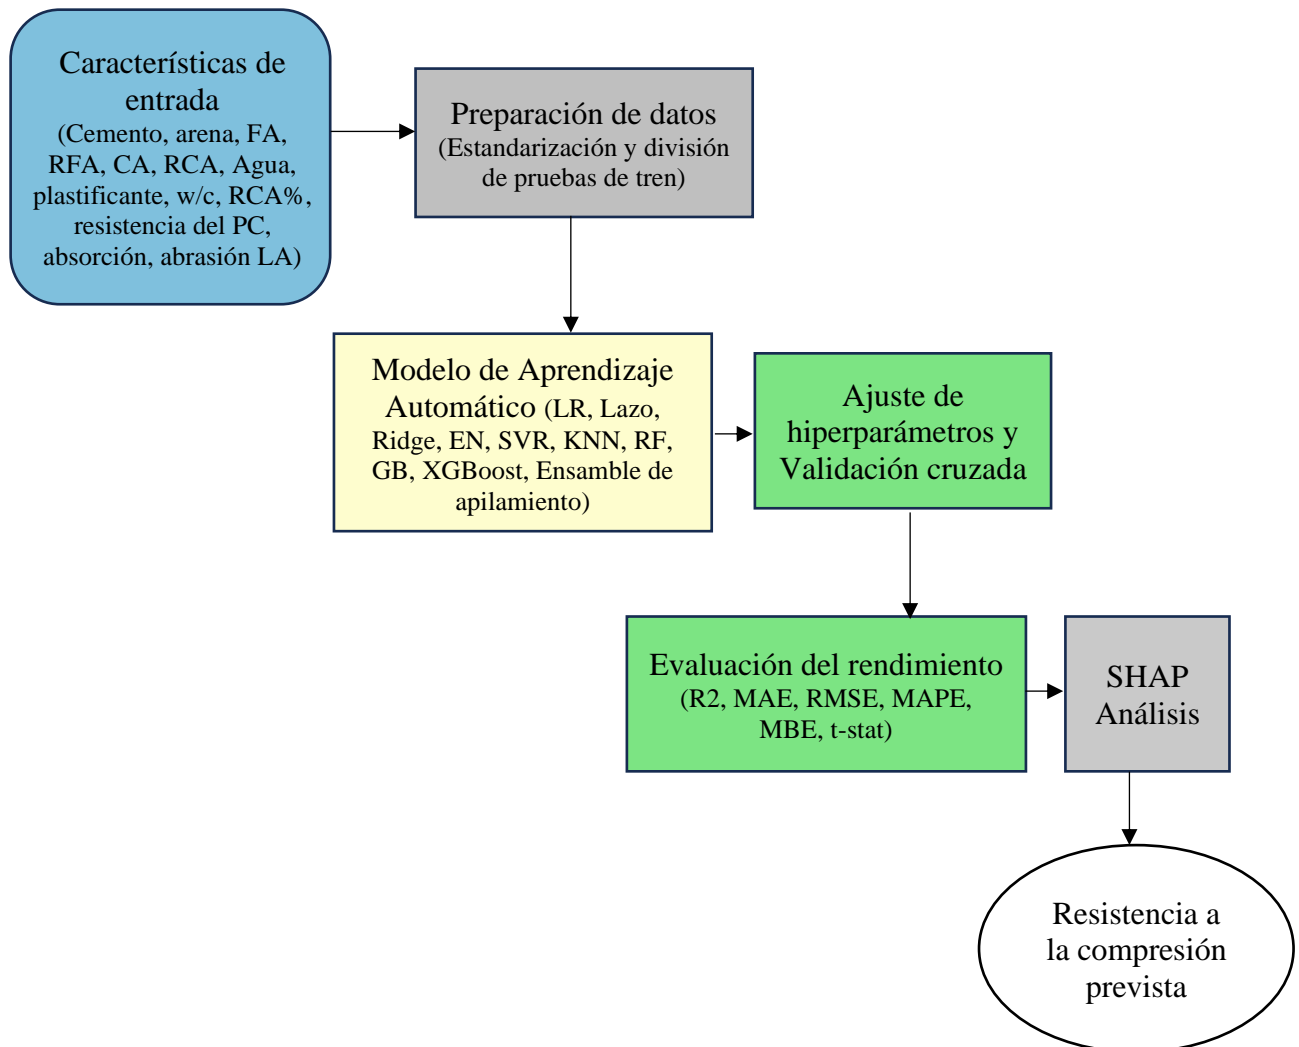 Características de
entrada
(Cemento, arena, FA,
RFA, CA, RCA, Agua,
plastificante, w/c, RCA%,
resistencia del PC,
absorción, abrasión LA)
Preparación de datos
(Estandarización y división
de pruebas de tren)
Modelo de Aprendizaje
Automático (LR, Lazo,
Ridge, EN, SVR, KNN, RF,
GB, XGBoost, Ensamble de
apilamiento)
Ajuste de
hiperparámetros y
Validación cruzada
Evaluación del rendimiento
(R2, MAE, RMSE, MAPE,
MBE, t-stat)
SHAP
Análisis
Resistencia a
la compresión
prevista